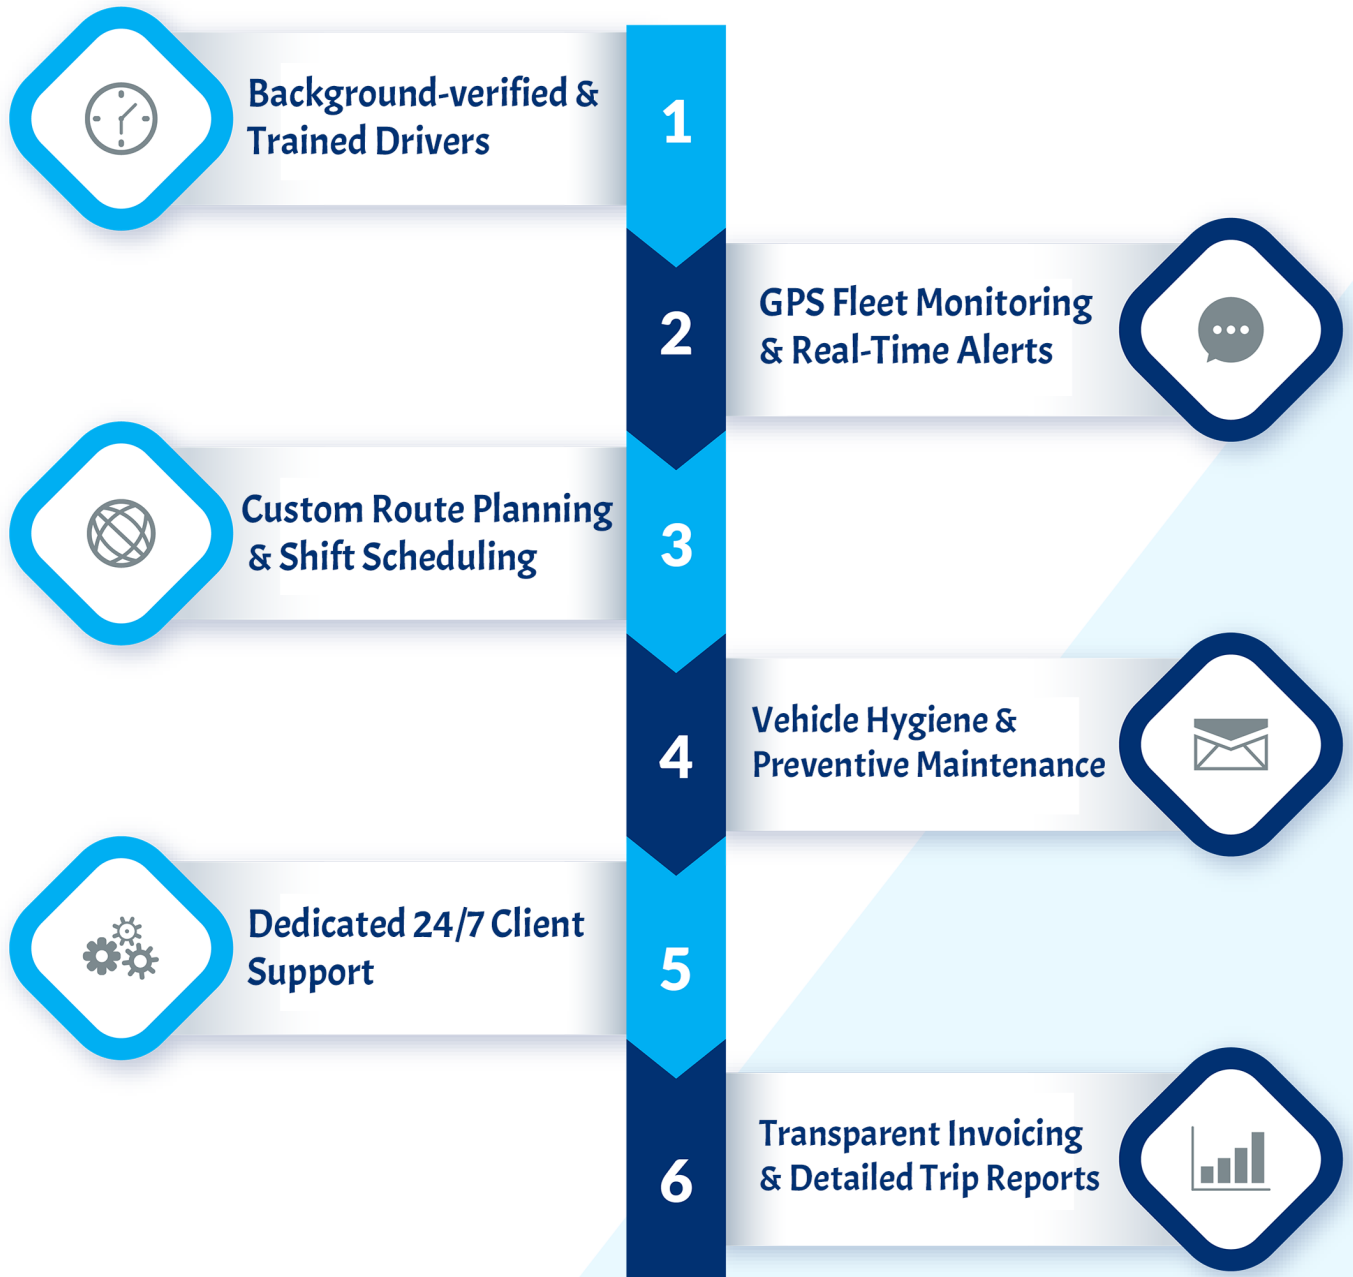 Background-verified &
Trained Drivers
1
2
GPS Fleet Monitoring
& Real-Time Alerts
Custom Route Planning
& Shift Scheduling
3
4
Vehicle Hygiene &
Preventive Maintenance
Dedicated 24/7 Client
Support
5
6
Transparent Invoicing
& Detailed Trip Reports